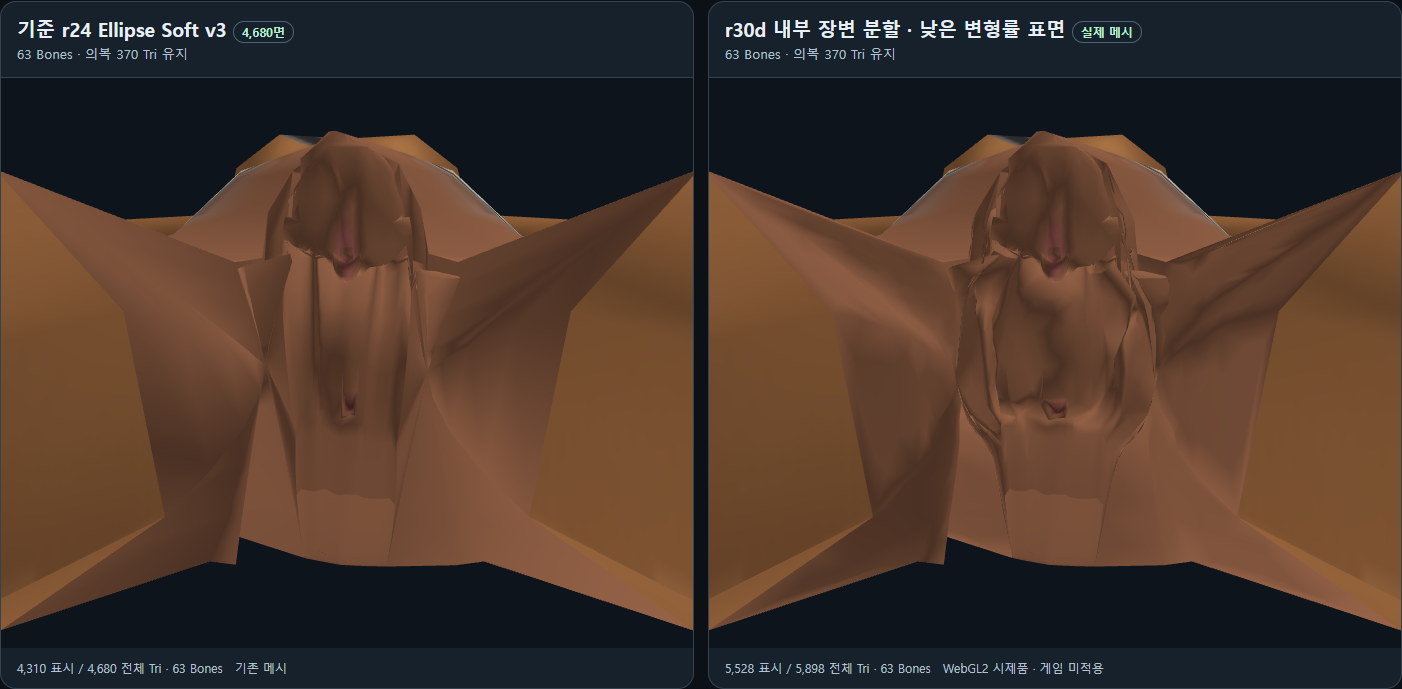 기준 r24 Ellipse Soft v3 4,680면
63 Bones · 의복 370 Tri 유지
4,310 표시 / 4,680 전체 Tri · 63 Bones 기존 메시
r30d 내부 장변 분할 · 낮은 변형률 표면 실제 메시
63 Bones · 의복 370 Tri 유지
5,528 표시 / 5,898 전체 Tri · 63 Bones WebGL2 시제품 · 게임 미적용